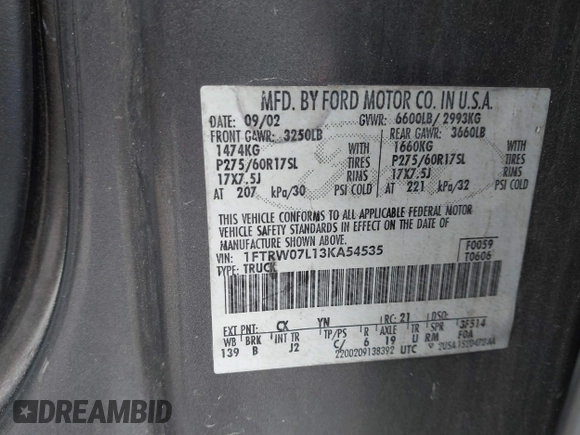 MFD. BY FORD MOTOR CO. IN U.S.A.
DATE: 09/02 GVWR: 6600LB/ 2993KG
FRONT GAWR: 3250LB REAR GAWR: 3660LB
1474KG WITH 1660KG WITH
P275/60R17SL TIRES P275/60R17SL TIRES
17X7.5J RIMS 17X7.5J RIMS
AT 207 kPa/30 PSI COLD AT 221 kPa/32 PSI COLD
THIS VEHICLE CONFORMS TO ALL APPLICABLE FEDERAL MOTOR
VEHICLE SAFETY STANDARDS IN EFFECT ON THE DATE OF
MANUFACTURE SHOWN ABOVE.
VIN: 1FTRW07L13KA54535 F0059
TYPE: TRUCK T0606
EXT PNT: CX YN RC: 21 DSO:
WB BRK INT TR TP/PS R AXLE TR SPR 3F514
139 B J2 C/ 6 19 U RM FOA
2200209138392 UTC
DREAMBID